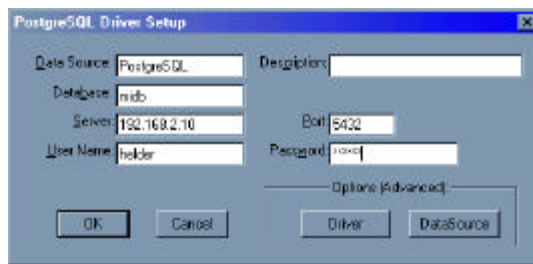 PostgreSQL Driver Setup
Data Source: PostgreSQL Description:
Database: midb
Server: 192.168.2.10 Port: 5432
User Name: helder Password: ****
Options (Advanced):
OK Cancel Driver DataSource